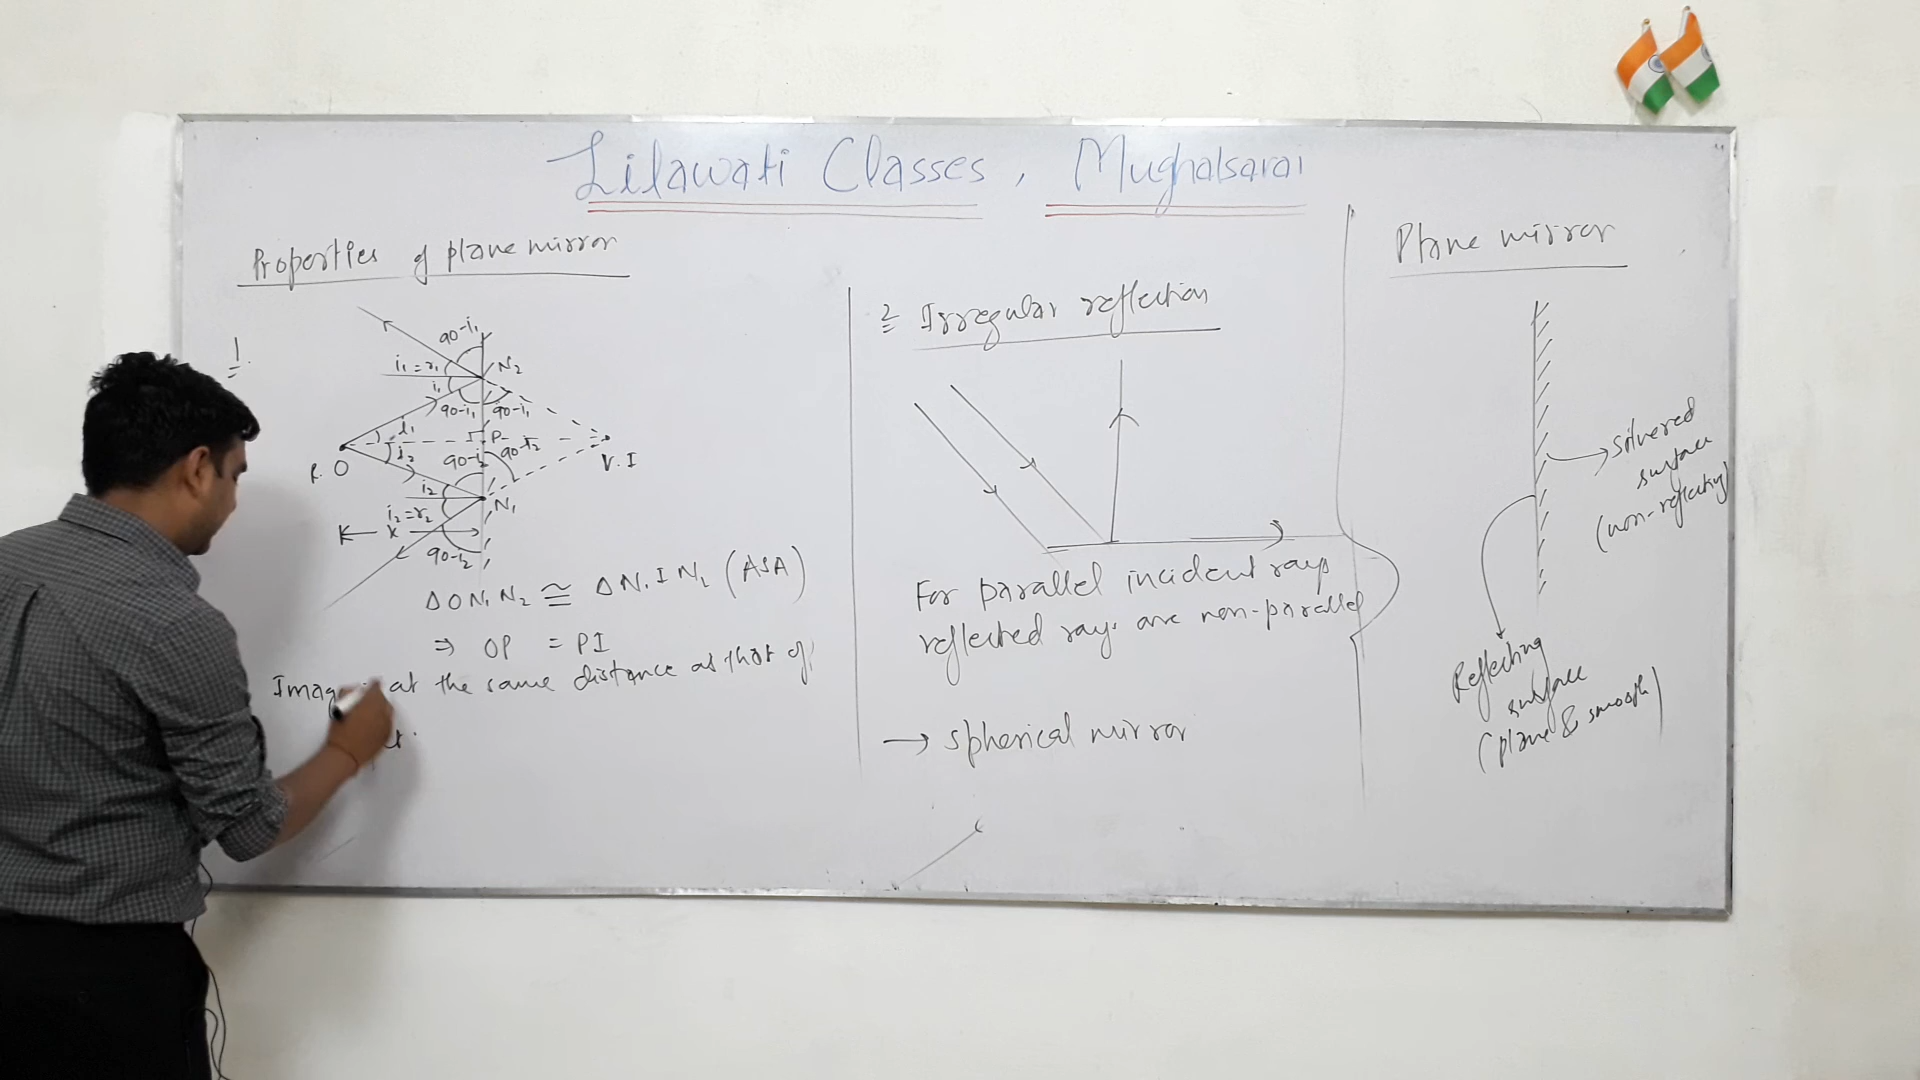 Lilawati Classes, Mughalsarai
Properties of plane mirror
1.
90-i₁
i₁=r₁
N₂
i₁
90-i₁ 90-i₁
α₁
P
R. O
α₂
90-i₂ 90-i₂
V. I
i₂
N₁
i₂=r₂
x
90-i₂
Δ O N₁ N₂ ≅ Δ N₁ I N₂ (ASA)
⇒ OP = PI
at the same distance as that of
2 Irregular reflection
For parallel incident rays
reflected rays are non-parallel
→ spherical mirror
Plane mirror
silvered
surface
(non-reflecting)
Reflecting
surface
(plane & smooth)